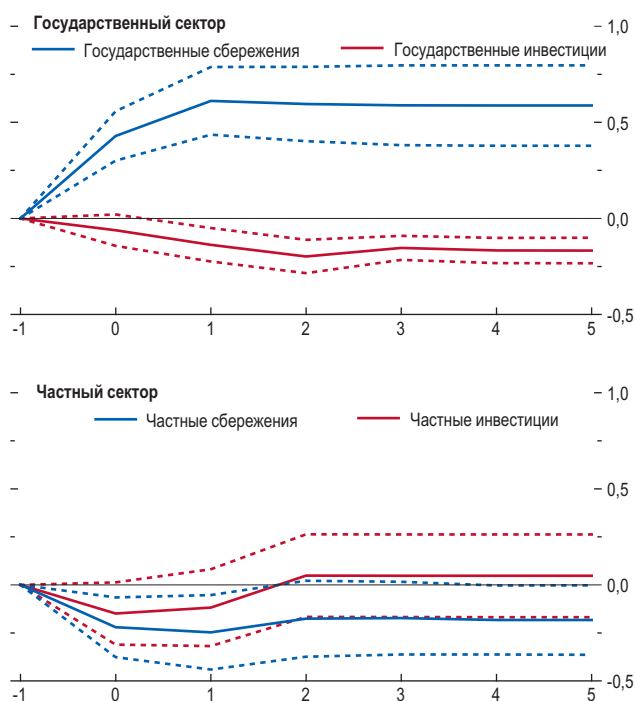 Государственный сектор
Государственные сбережения Государственные инвестиции
1,0
0,5
0,0
-0,5
-1 0 1 2 3 4 5
Частный сектор
Частные сбережения Частные инвестиции
1,0
0,5
0,0
-0,5
-1 0 1 2 3 4 5